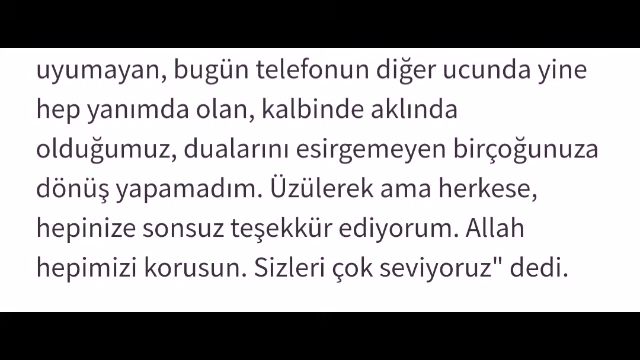 uyumayan, bugün telefonun diğer ucunda yine
hep yanımda olan, kalbinde aklında
olduğumuz, dualarını esirgemeyen birçoğunuza
dönüş yapamadım. Üzülerek ama herkese,
hepinize sonsuz teşekkür ediyorum. Allah
hepimizi korusun. Sizleri çok seviyoruz" dedi.